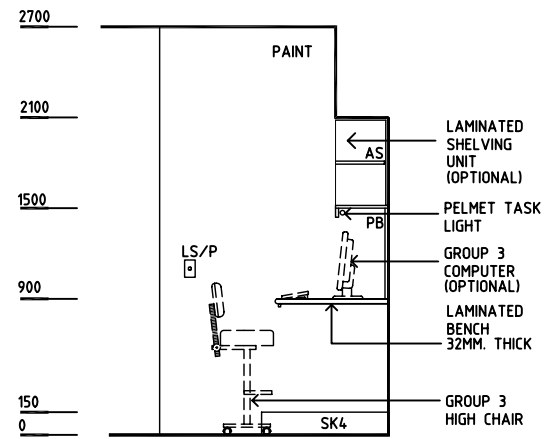 2700
PAINT
2100
LAMINATED
SHELVING
UNIT
(OPTIONAL)
AS
1500
PELMET TASK
LIGHT
PB
LS/P
GROUP 3
COMPUTER
(OPTIONAL)
900
LAMINATED
BENCH
32MM. THICK
150
GROUP 3
HIGH CHAIR
0
SK4